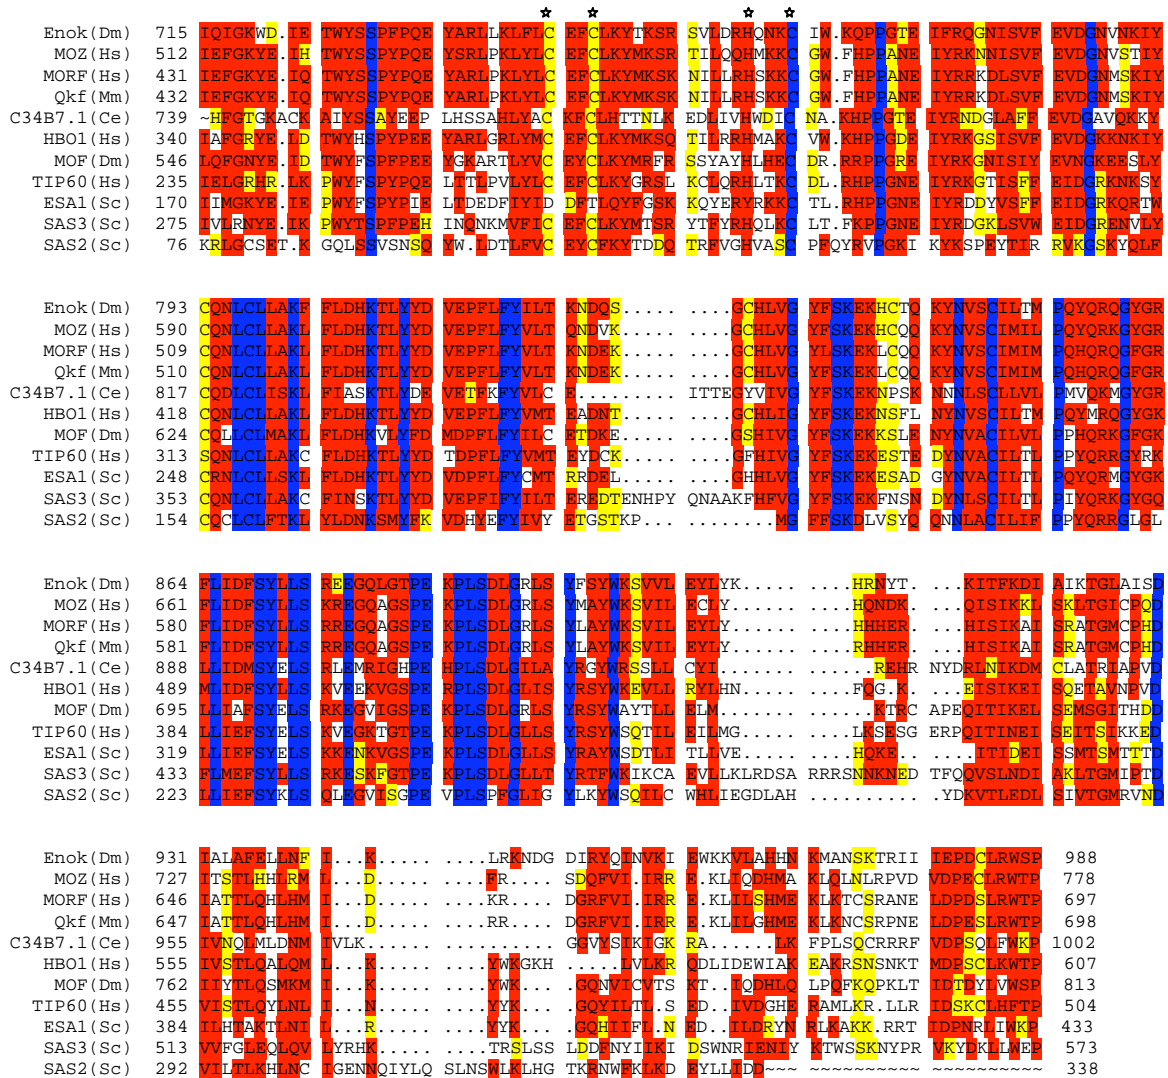 ☆ ☆ ☆ ☆
Enok(Dm) 715 IQIGKWD.IE TWYSSPFPQE YARLLKLFLC EFCLKYTKSR SVLDRHQNKC IW.KQPPGTE IFRQGNISVF EVDGNVNKIY
MOZ(Hs) 512 IEFGKYE.IH TWYSSPYPQE YSRLPKLYLC EFCLKYMKSR TILQQHMKKC GW.FHPPANE IYRKNNISVF EVDGNVSTIY
MORF(Hs) 431 IEFGKYE.IQ TWYSSPYPQE YSRLPKLYLC EFCLKYMKSK NILLRHSKKC GW.FHPPANE IYRRKDLSVF EVDGNMSKIY
Qkf(Mm) 432 IEFGKYE.IQ TWYSSPYPQE YARLPKLYLC EFCLKYMKSK NILLRHSKKC GW.FHPPANE IYRRKDLSVF EVDGNMSKIY
C34B7.1(Ce) 739 ~HFGTGKACK AIYSSAYEEP LHSSAHLYAC KFCLHTTNLK EDLIVHWDIC NA.KHPPGTE IYRNDGLAFF EVDGAVQKKY
HBO1(Hs) 340 IAFGRYE.LD TWYHSPYPEE YARLGRLYMC EFCLKYMKSQ TILRRHMAKC VW.KHPPGDE IYRKGSISVF EVDGKKNKIY
MOF(Dm) 546 LQFGNYE.ID TWYFSPFPEE YGKARTLYVC EYCLKYMRFR SSYAYHLHEC DR.RRPPGRE IYRKGNISIY EVNGKEESLY
TIP60(Hs) 235 IELGRHR.LK PWYFSPYPQE LTTLPVLYLC EFCLKYGRSL KCLQRHLTKC DL.RHPPGNE IYRKGTISFF EIDGRKNKSY
ESA1(Sc) 170 IIMGKYE.IE PWYFSPYPIE LTDEDFIYID DFTLQYFGSK KQYERYRKKC TL.RHPPGNE IYRDDYVSFF EIDGRKQRTW
SAS3(Sc) 275 IVLRNYE.IK PWYTSPFPEH INQNKMVFIC EFCLKYMTSR YTFYRHQLKC LT.FKPPGNE IYRDGKLSVW EIDGRENVLY
SAS2(Sc) 76 KRLGCSET.K GQLSSVSNSQ YW.LDTLFVC EYCFKYTDDQ TRFVGHVASC PFQYRVPGKI KYKSPEYTIR RVKGSKYQLF
Enok(Dm) 793 CQNLCLLAKF FLDHKTLYYD VEPFLFYILT KNDQS..... .....GCHLVG YFSKEKHCTQ KYNVSCILTM PQYQRQGYGR
MOZ(Hs) 590 CQNLCLLAKL FLDHKTLYYD VEPFLFYVLT QNDVK..... .....GCHLVG YFSKEKHCQQ KYNVSCIMIL PQYQRKGYGR
MORF(Hs) 509 CQNLCLLAKL FLDHKTLYYD VEPFLFYVLT KNDEK..... .....GCHLVG YLSKEKLCQQ KYNVSCIMIM PQHQRQGFGR
Qkf(Mm) 510 CQNLCLLAKL FLDHKTLYYD VEPFLFYVLT KNDEK..... .....GCHLVG YFSKEKLCQQ KYNVSCIMIM PQHQRQGFGR
C34B7.1(Ce) 817 CQDLCLISKL FIASKTLYDE VETFKFYVLC E......... ITTEGYVIVG YFSKEKNPSK NNNLSCLLVL PMVQKMGYGR
HBO1(Hs) 418 CQNLCLLAKL FLDHKTLYYD VEPFLFYVMT EADNT..... .....GCHLIG YFSKEKNSFL NYNVSCILTM PQYMRQGYGK
MOF(Dm) 624 CQLLCLMAKL FLDHKVLYFD MDPFLFYILC ETDKE..... .....GSHIVG YFSKEKKSLE NYNVACILVL PPHQRKGFGK
TIP60(Hs) 313 SQNLCLLAKC FLDHKTLYYD TDPFLFYVMT EYDCK..... .....GFHIVG YFSKEKESTE DYNVACILTL PPYQRRGYRK
ESA1(Sc) 248 CRNLCLLSKL FLDHKTLYYD VDPFLFYCMT RRDEL..... .....GHHLVG YFSKEKESAD GYNVACILTL PQYQRMGYGK
SAS3(Sc) 353 CQNLCLLAKC FINSKTLYYD VEPFIFYILT EREDTENHPY QNAAKFHFVG YFSKEKFNSN DYNLSCILTL PIYQRKGYGQ
SAS2(Sc) 154 CQCLCLFTKL YLDNKSMYFK VDHYEFYIVY ETGSTKP... ........MG FFSKDLVSYQ QNNLACILIF PPYQRRGLGL
Enok(Dm) 864 FLIDFSYLLS REEGQLGTPE KPLSDLGRLS YFSYWKSVVL EYLYK..... .....HRNYT. ....KITFKDI AIKTGLAISD
MOZ(Hs) 661 FLIDFSYLLS KREGQAGSPE KPLSDLGRLS YMAYWKSVIL ECLY...... .....HQNDK. ....QISIKKL SKLTGICPQD
MORF(Hs) 580 FLIDFSYLLS RREGQAGSPE KPLSDLGRLS YLAYWKSVIL EYLY...... .....HHHER. ....HISIKAI SRATGMCPHD
Qkf(Mm) 581 FLIDFSYLLS RREGQAGSPE KPLSDLGRLS YLAYWKSVIL EYLY...... .....RHHER. ....HISIKAI SRATGMCPHD
C34B7.1(Ce) 888 LLIDMSYELS RLEMRIGHPE HPLSDLGILA YRGYWRSSLL CYI....... ......REHR NYDRLNIKDM CLATRIAPVD
HBO1(Hs) 489 MLIDFSYLLS KVEEKVGSPE RPLSDLGLIS YRSYWKEVLL RYLHN..... .....FQG.K. ....EISIKEI SQETAVNPVD
MOF(Dm) 695 LLIAFSYELS RKEGVIGSPE KPLSDLGRLS YRSYWAYTLL ELM....... ......KTRC APEQITIKEL SEMSGITHDD
TIP60(Hs) 384 LLIEFSYELS KVEGKTGTPE KPLSDLGLLS YRSYWSQTIL EILMG..... ....LKSESG ERPQITINEI SEITSIKKED
ESA1(Sc) 319 LLIEFSYELS KKENKVGSPE KPLSDLGLLS YRAYWSDTLI TLLVE..... .....HQKE.. ....ITIDEI SSMTSMTTTD
SAS3(Sc) 433 FLMEFSYLLS RKESKFGTPE KPLSDLGLLT YRTFWKIKCA EVLLKLRDSA RRRSNNKNED TFQQVSLNDI AKLTGMIPTD
SAS2(Sc) 223 LLIEFSYKLS QLEGVISGPE VPLSPFGLIG YLKYWSQILC WHLIEGDLAH .......... ..YDKVTLEDL SIVTGMRVND
Enok(Dm) 931 IALAFELLNF I...K..... .....LRKNDG DIRYQINVKI EWKKVLAHHN KMANSKTRII IEPDCLRWSP 988
MOZ(Hs) 727 ITSTLHHLRM L...D..... .....FR.... SDQFVI.IRR E.KLIQDHMA KLQLNLRPVD VDPECLRWTP 778
MORF(Hs) 646 IATTLQHLHM I...D..... .....KR.... DGRFVI.IRR E.KLILSHME KLKTCSRANE LDPDSLRWTP 697
Qkf(Mm) 647 IATTLQHLHM I...D..... .....RR.... DGRFVI.IRR E.KLILGHME KLKNCSRPNE LDPESLRWTP 698
C34B7.1(Ce) 955 IVNQLMLDNM IVLK...... .......... GGVYSIKIGK RA.....LK FPLSQCRRRF VDPSQLFWKP 1002
HBO1(Hs) 555 IVSTLQALQM L...K..... .....YWKGKH .....LVLKR QDLIDEWIAK EAKRSNSNKT MDPSCLKWTP 607
MOF(Dm) 762 IIYTLQSMKM I...K..... .....YWK... GQNVICVTSK T..IQDHLQ LPQFKQPKLT IDTDYLVWSP 813
TIP60(Hs) 455 VISTLQYLNL I...N..... .....YYK... GQYILTL.S ED..IVDGHE RAMLKR.LLR IDSKCLHFTP 504
ESA1(Sc) 384 ILHTAKTLNI L...R..... .....YYK... GQHIIFL.N ED..ILDRYN RLKAKK.RRT IDPNRLIWKP 433
SAS3(Sc) 513 VVFGLEQLQV LYRHK..... .....TRSLSS LDDFNYIIKI DSWNRIENIY KTWSSKNYPR VKYDKLLWEP 573
SAS2(Sc) 292 VILTLKHLNC IGENNQIYLQ SLNSWLKLHG TKRNWFKLKD EYLLIDD~~~ ~~~~~~~~~~ ~~~~~~~~~~ 338